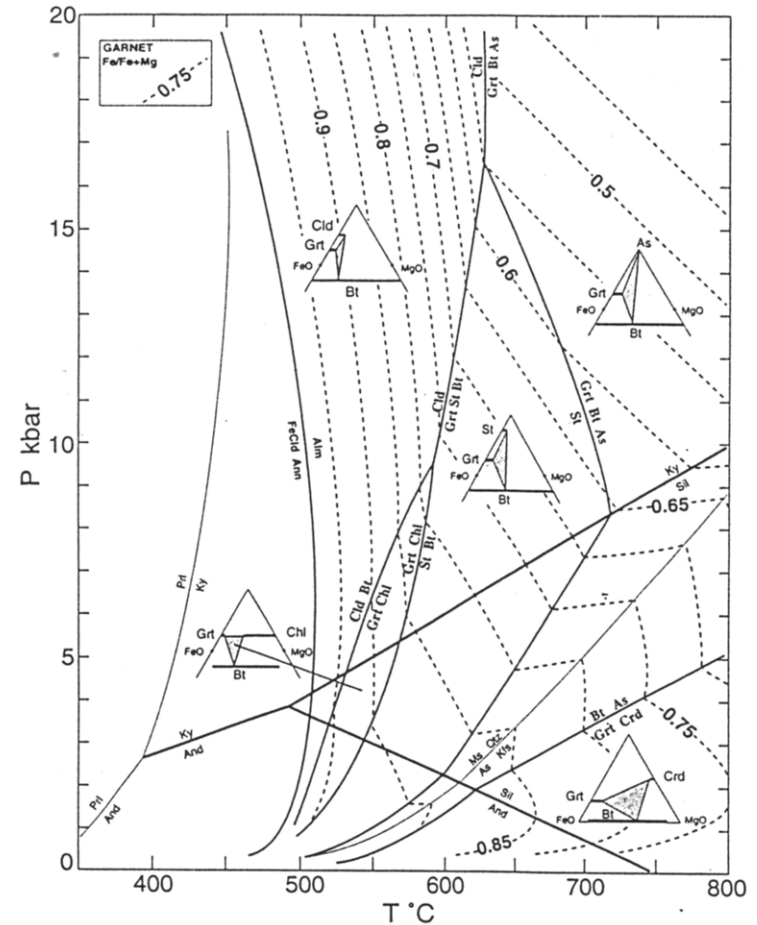 20
GARNET
Fe/Fe+Mg
0.75
0.9
0.8
0.7
Cld
Grt Bt As
0.5
15
Cld
Grt
FeO
MgO
Bt
0.6
As
Grt
FeO
MgO
Bt
P kbar
10
FeCld Ann
Alm
Cld
Grt St Bt
St
Grt
FeO
MgO
Bt
Grt Bt As
St
Ky
Sil
0.65
Prl
Ky
Cld Bt
Grt Chl
Grt Chl
St Bt
Grt
Chl
FeO
MgO
Bt
5
Ky
And
Prl
And
Ms Qtz
As Kfs
Bt As
Grt Crd
0.75
Sil
And
Grt
Crd
Bt
FeO
MgO
0.85
0
400
500
600
700
800
T °C